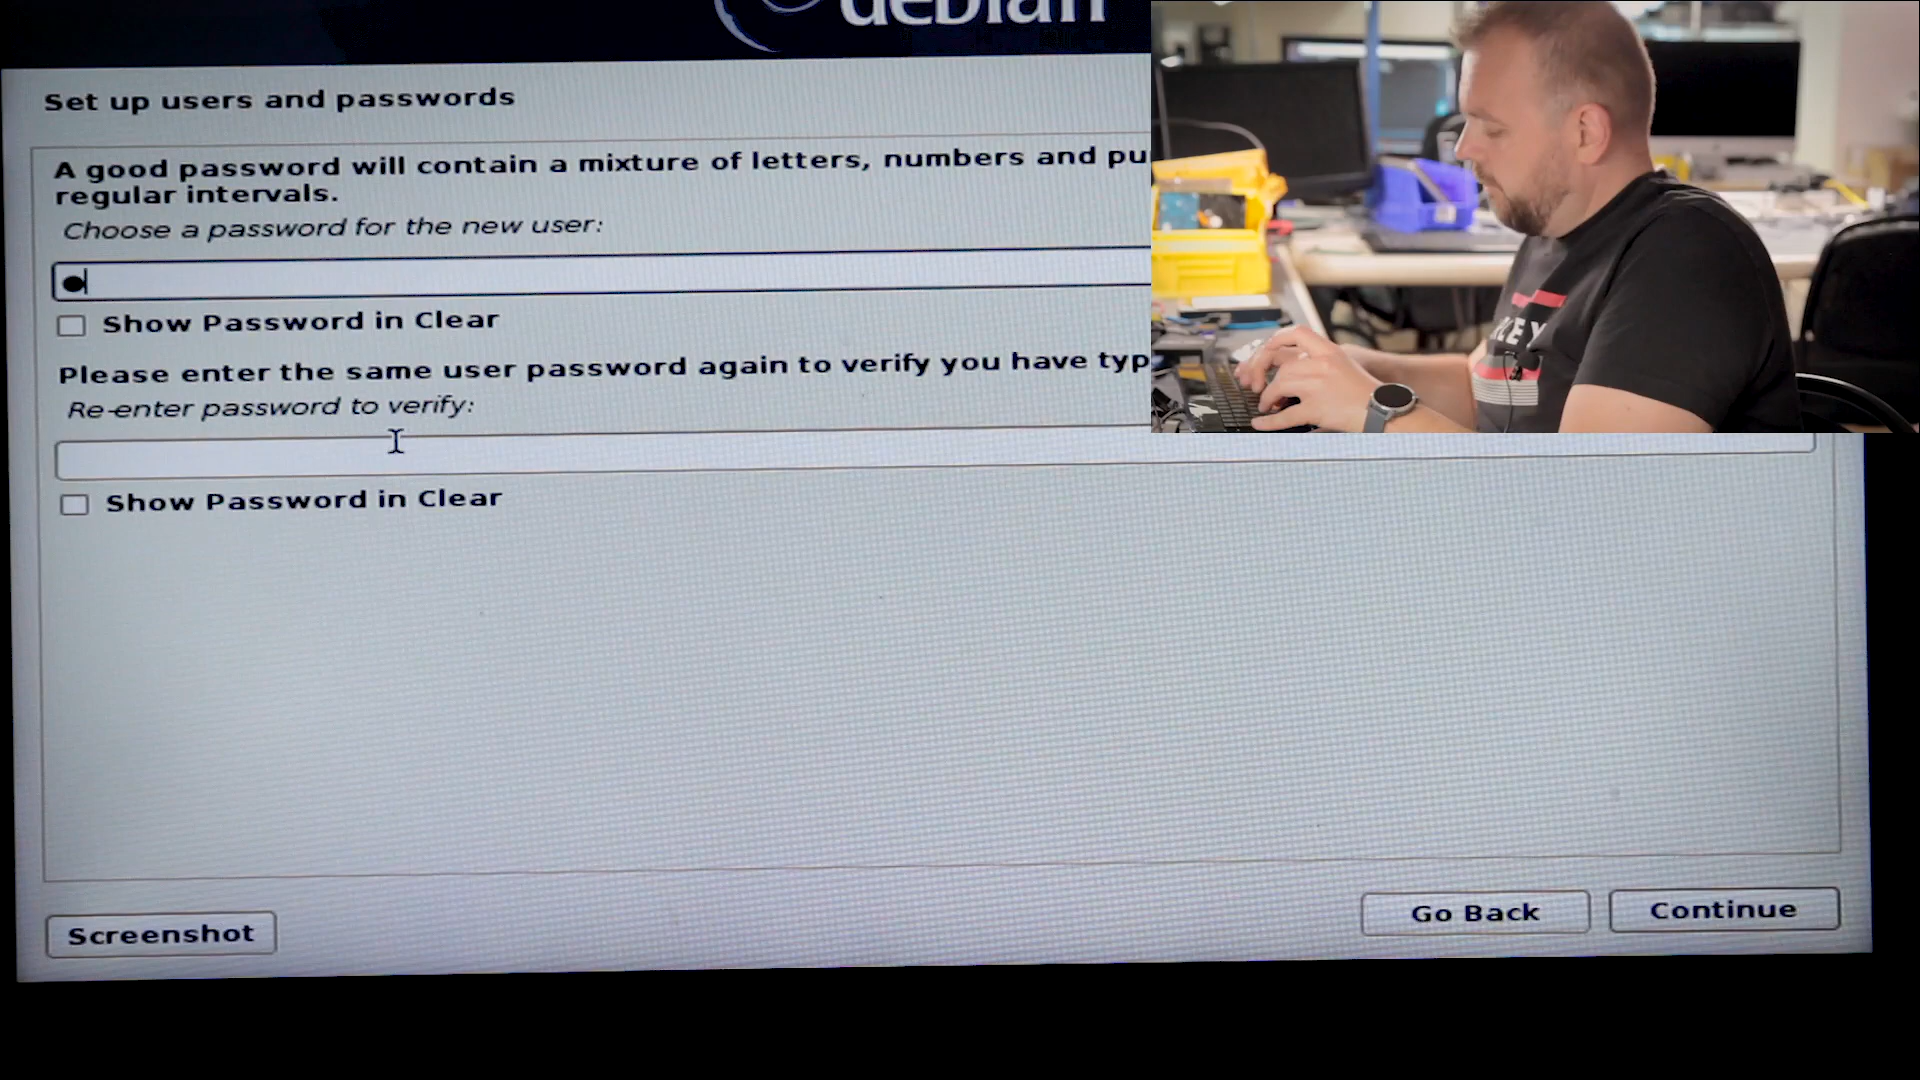 debian
Set up users and passwords
A good password will contain a mixture of letters, numbers and pu
regular intervals.
Choose a password for the new user:
Show Password in Clear
Please enter the same user password again to verify you have typ
Re-enter password to verify:
Show Password in Clear
Screenshot
Go Back
Continue